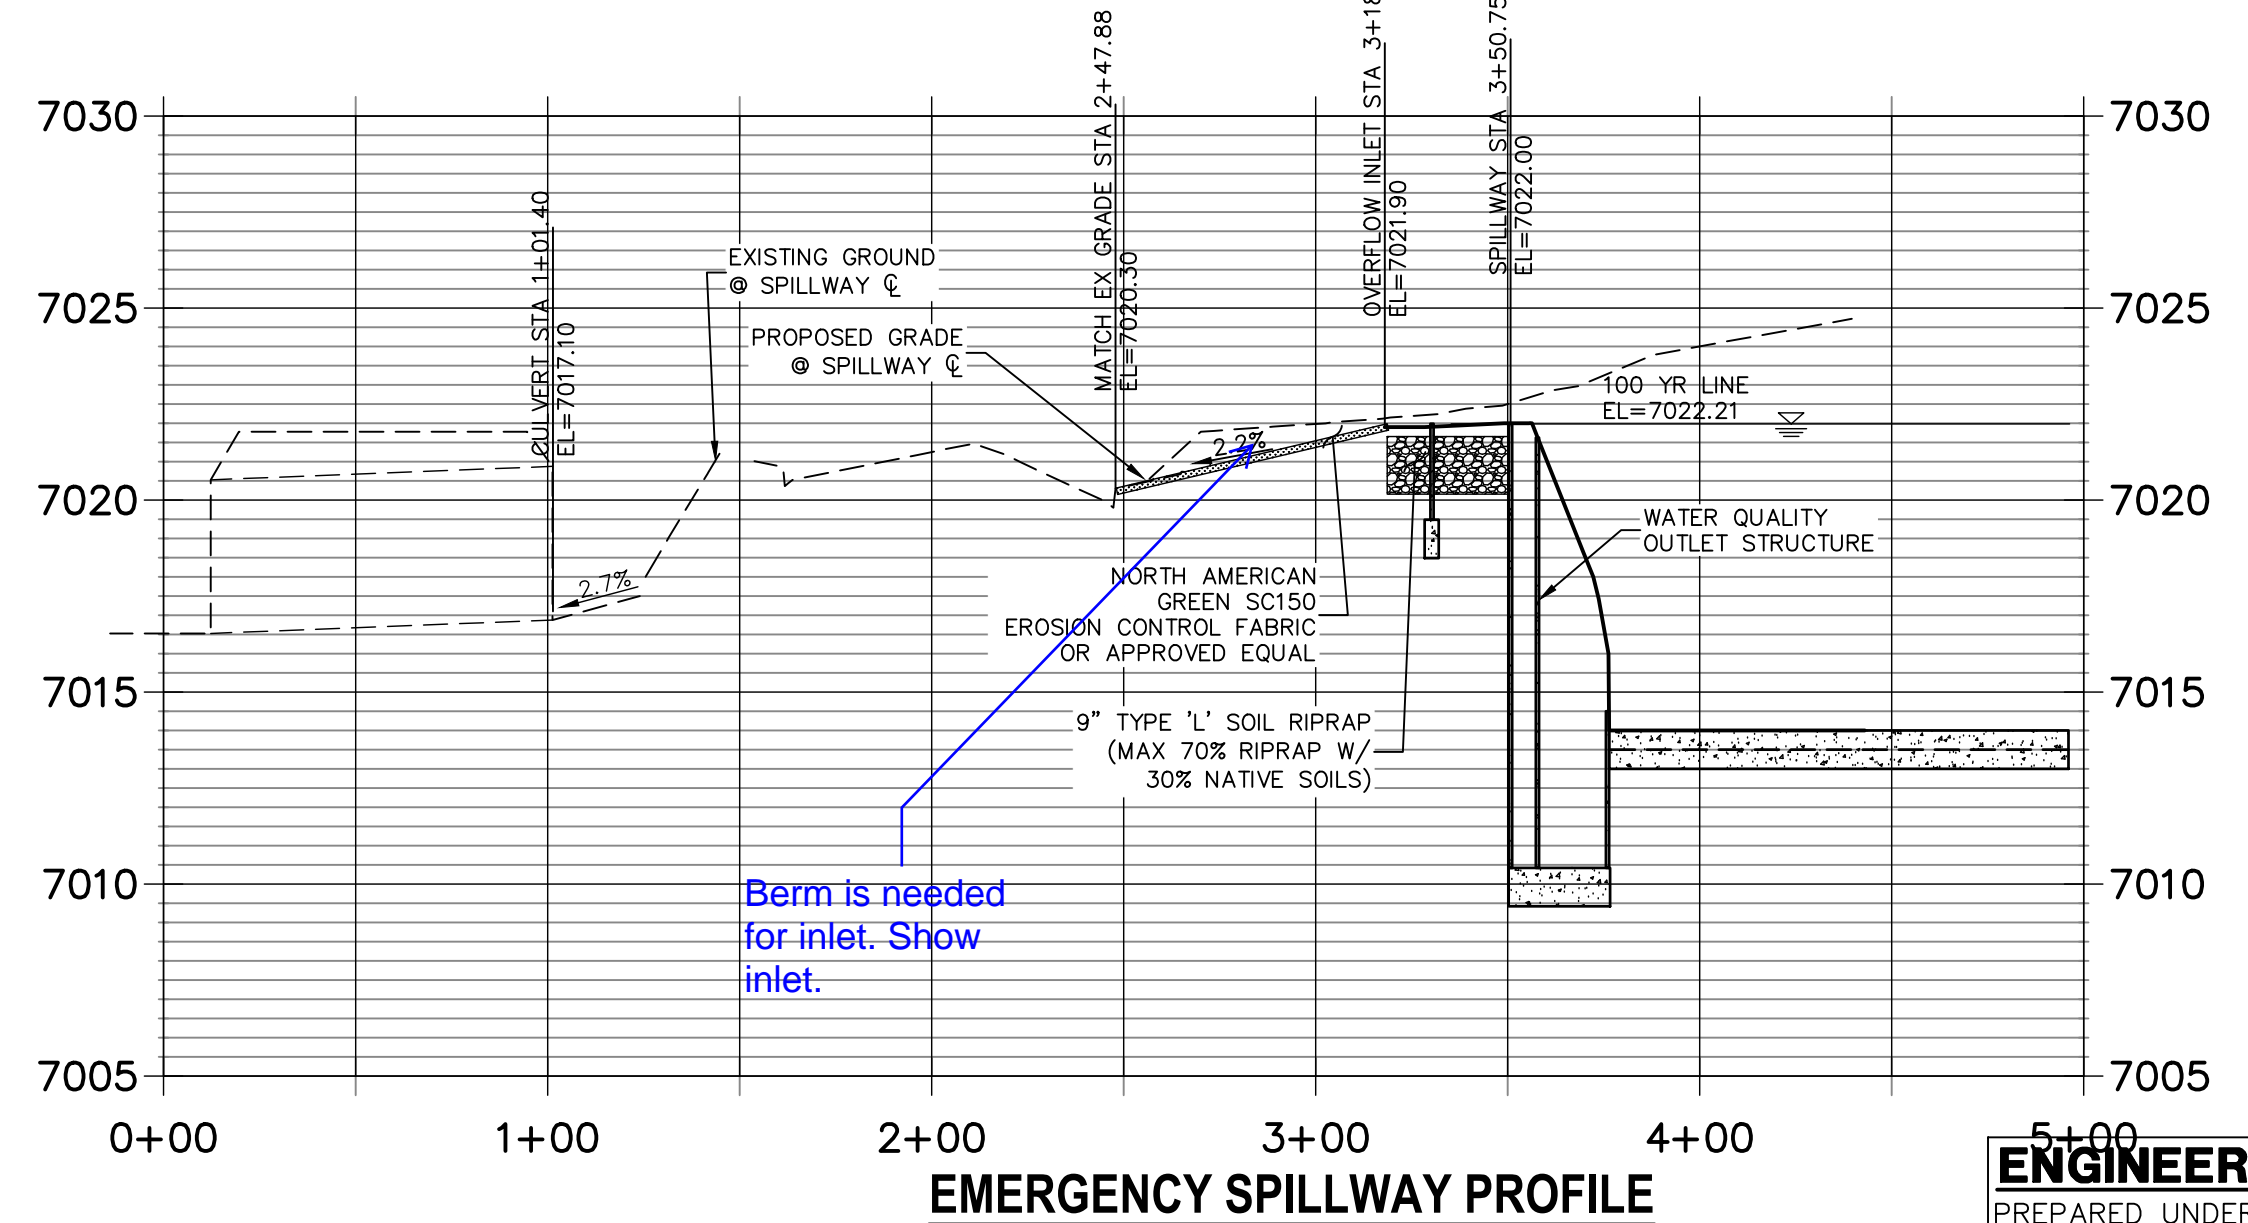 CULVERT STA 1+01.40
EL=7017.10
MATCH EX GRADE STA 2+47.88
EL=7020.30
OVERFLOW INLET STA 3+18
EL=7021.90
SPILLWAY STA 3+50.75
EL=7022.00
7030
7030
EXISTING GROUND
@ SPILLWAY ℄
7025
7025
PROPOSED GRADE
@ SPILLWAY ℄
100 YR LINE
EL=7022.21
2.2%
7020
7020
WATER QUALITY
OUTLET STRUCTURE
2.7%
NORTH AMERICAN
GREEN SC150
EROSION CONTROL FABRIC
OR APPROVED EQUAL
7015
7015
9" TYPE 'L' SOIL RIPRAP
(MAX 70% RIPRAP W/
30% NATIVE SOILS)
7010
7010
Berm is needed
for inlet. Show
inlet.
7005
7005
0+00
1+00
2+00
3+00
4+00
5+00
EMERGENCY SPILLWAY PROFILE
ENGINEER
PREPARED UNDER